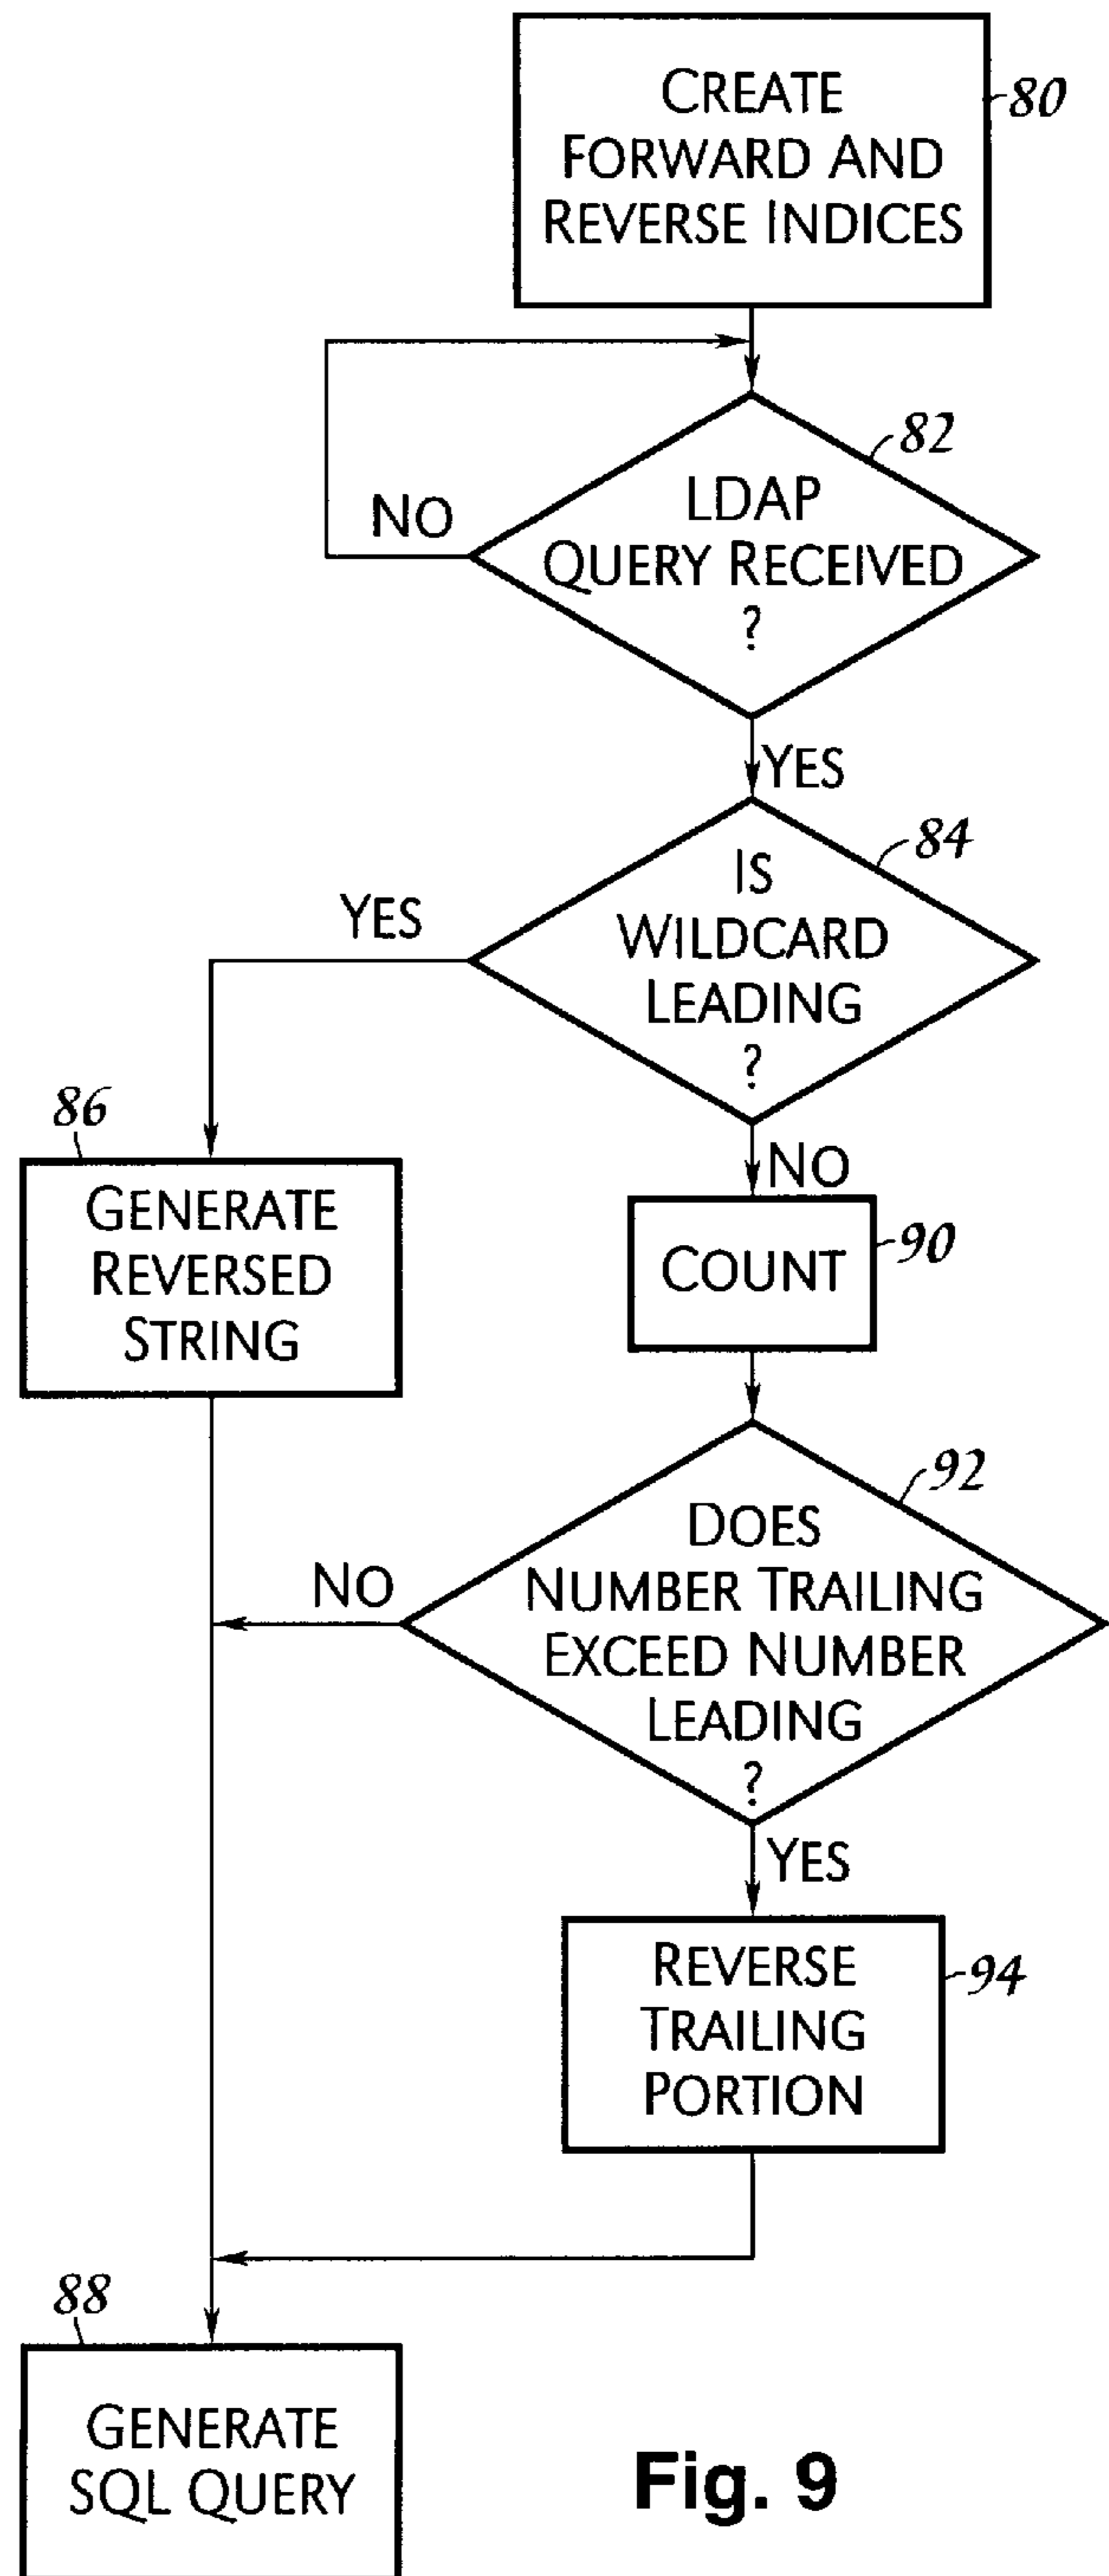 CREATE
FORWARD AND
REVERSE INDICES
80
82
LDAP
QUERY RECEIVED
?
NO
YES
84
IS
WILDCARD
LEADING
?
YES
NO
86
GENERATE
REVERSED
STRING
COUNT
90
92
DOES
NUMBER TRAILING
EXCEED NUMBER
LEADING
?
NO
YES
REVERSE
TRAILING
PORTION
94
88
GENERATE
SQL QUERY
Fig. 9